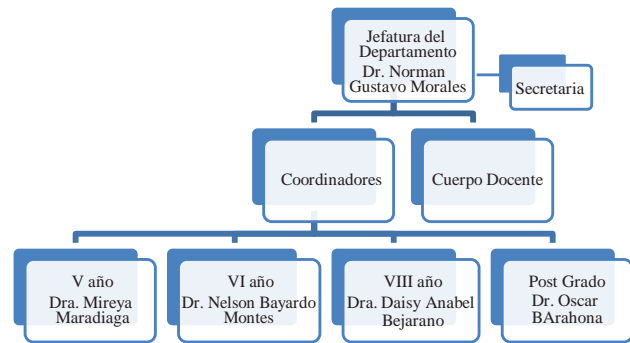 Jefatura del
Departamento
Dr. Norman
Gustavo Morales
Secretaria
Coordinadores
Cuerpo Docente
V año
Dra. Mireya
Maradiaga
VI año
Dr. Nelson Bayardo
Montes
VIII año
Dra. Daisy Anabel
Bejarano
Post Grado
Dr. Oscar
BArahona